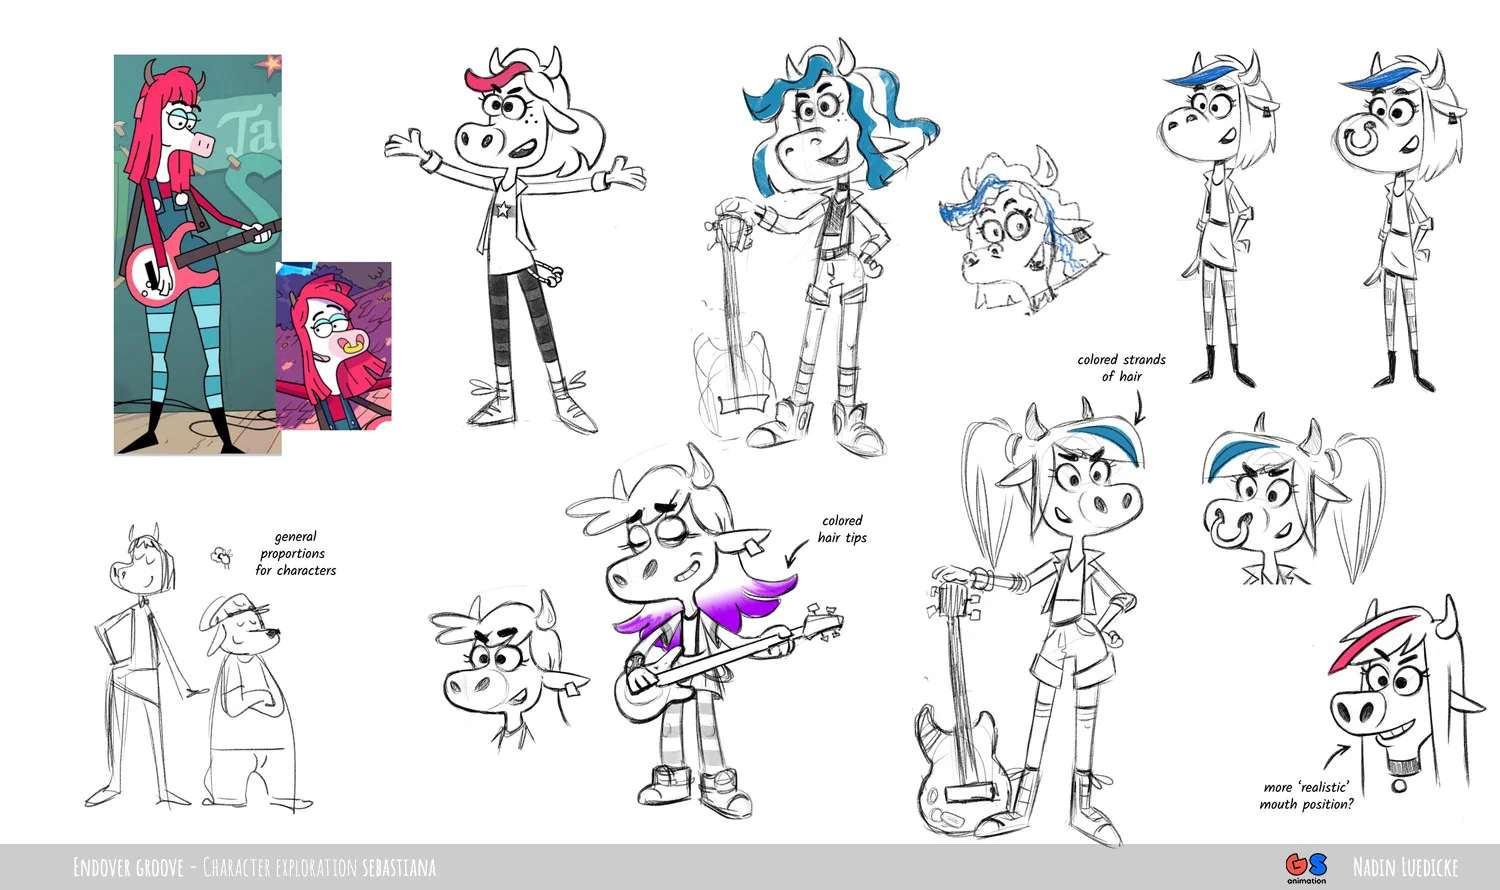 Ta
S
colored strands
of hair
general
proportions
for characters
colored
hair tips
more ‘realistic’
mouth position?
ENDOVER GROOVE - CHARACTER EXPLORATION SEBASTIANA
GS
animation
NADIN LUEDICKE